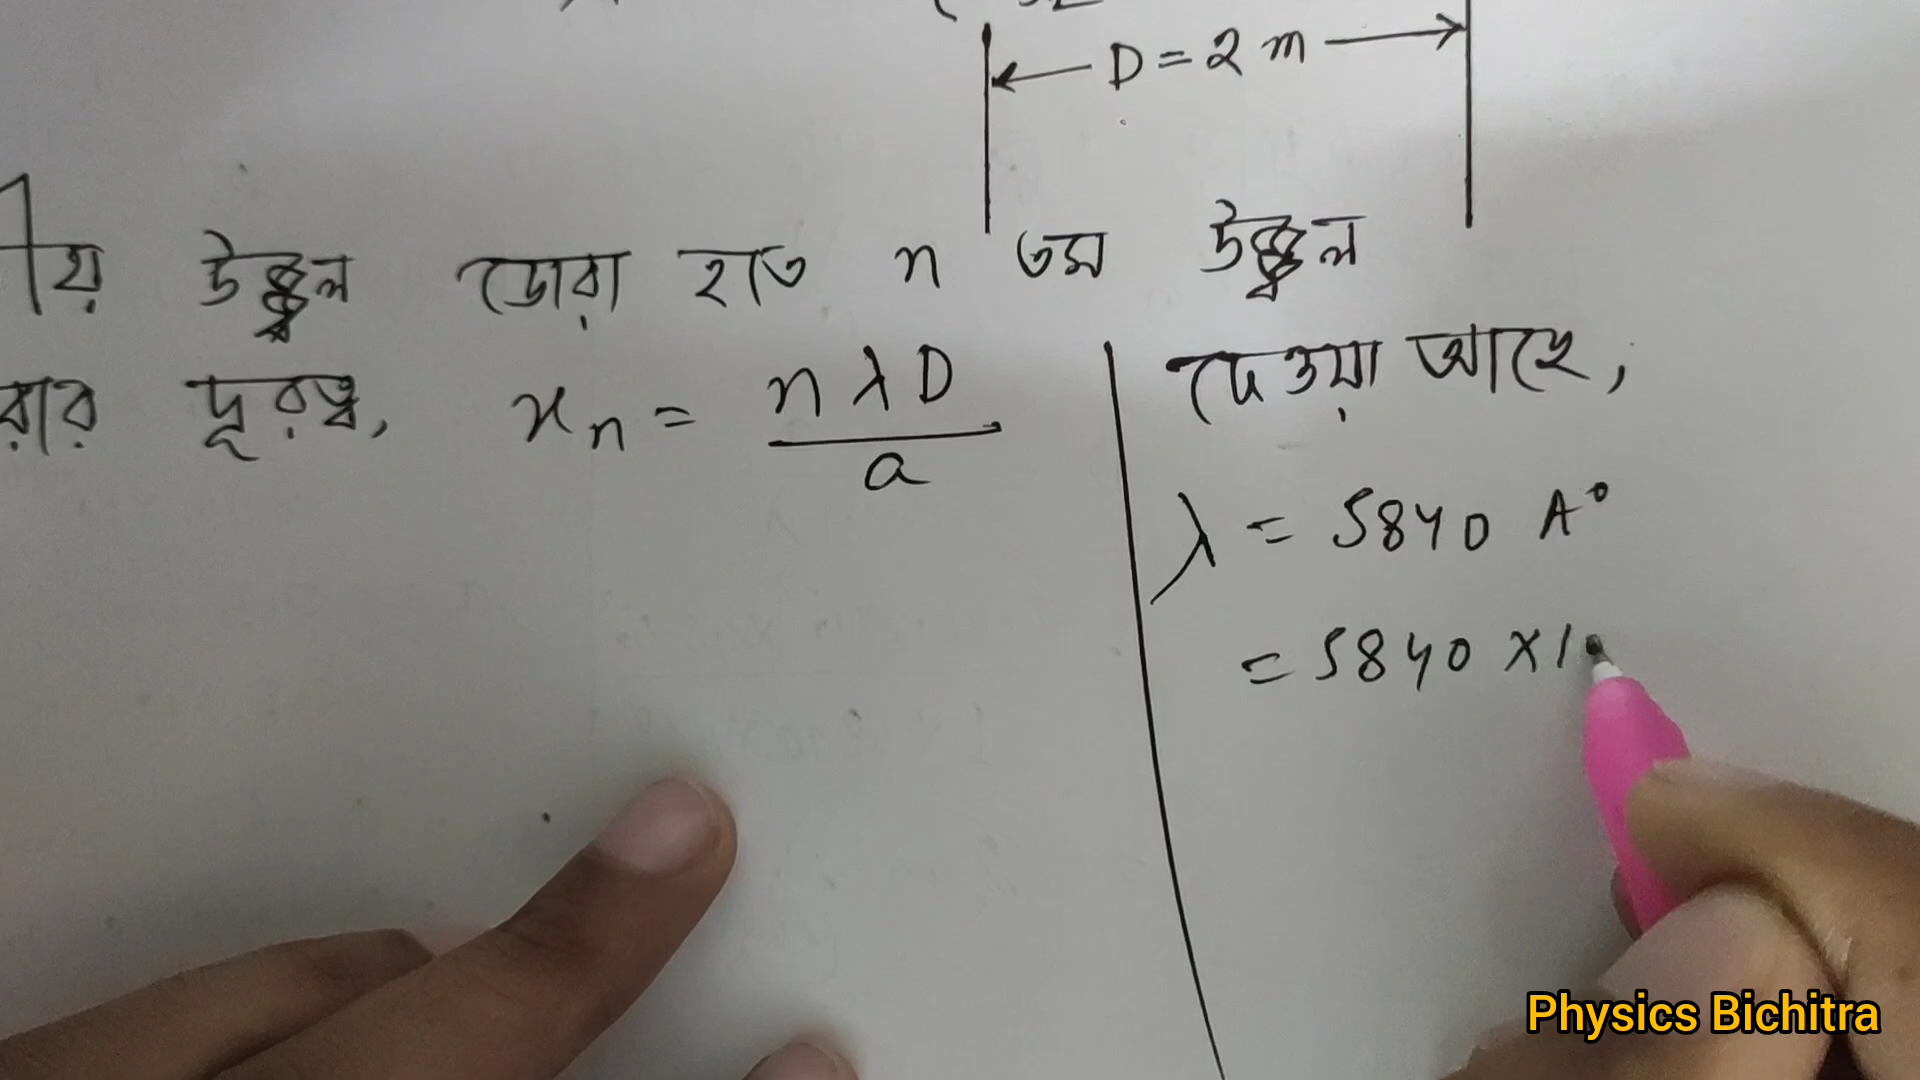 D = 2 m
ীয় উজ্জ্বল ডোরা হতে n তম উজ্জ্বল
রার দূরত্ব, xn = nλD / a
দেওয়া আছে,
λ = 5840 A°
= 5840 × 1
Physics Bichitra